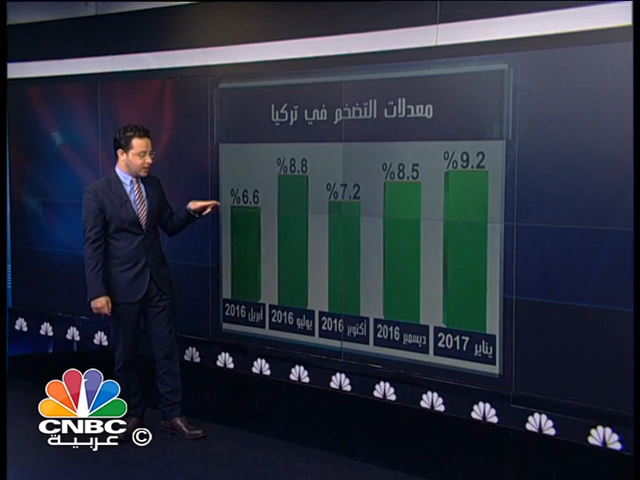 معدلات التضخم في تركيا
%6.6
%8.8
%7.2
%8.5
%9.2
أبريل 2016
يوليو 2016
أكتوبر 2016
ديسمبر 2016
يناير 2017
CNBC
عربية ©